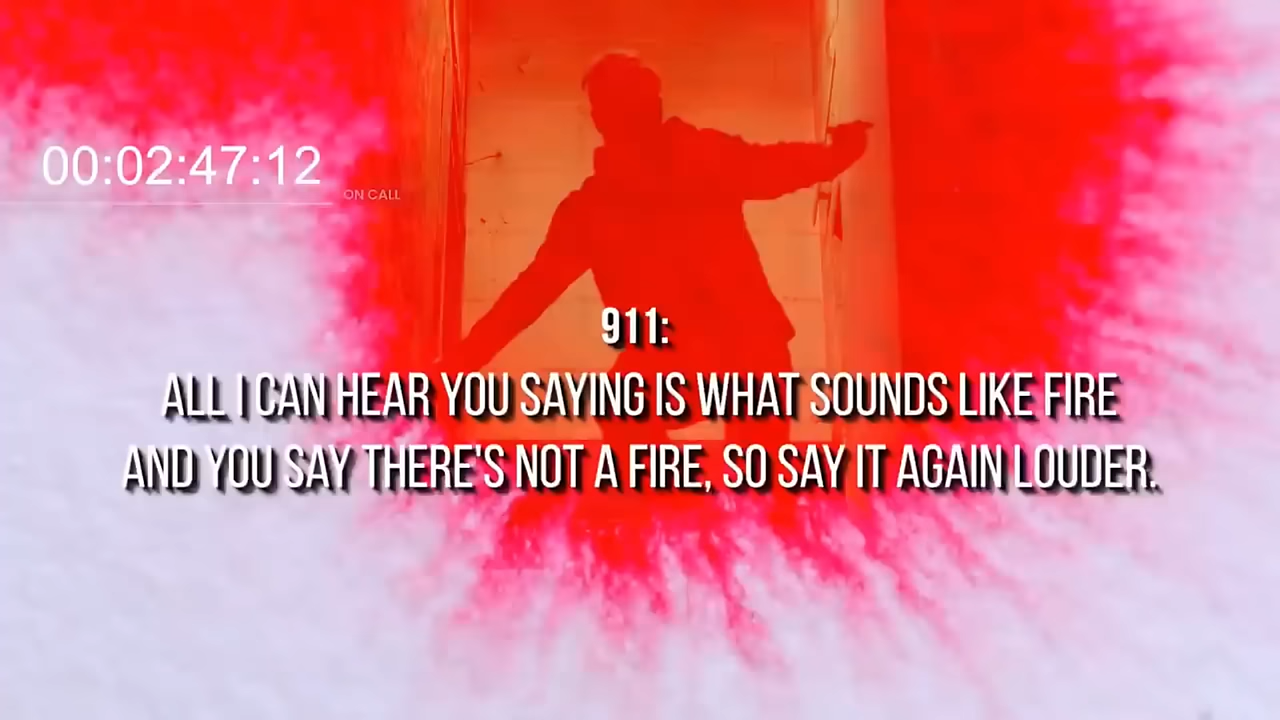 00:02:47:12
ON CALL
911:
ALL I CAN HEAR YOU SAYING IS WHAT SOUNDS LIKE FIRE
AND YOU SAY THERE'S NOT A FIRE, SO SAY IT AGAIN LOUDER.